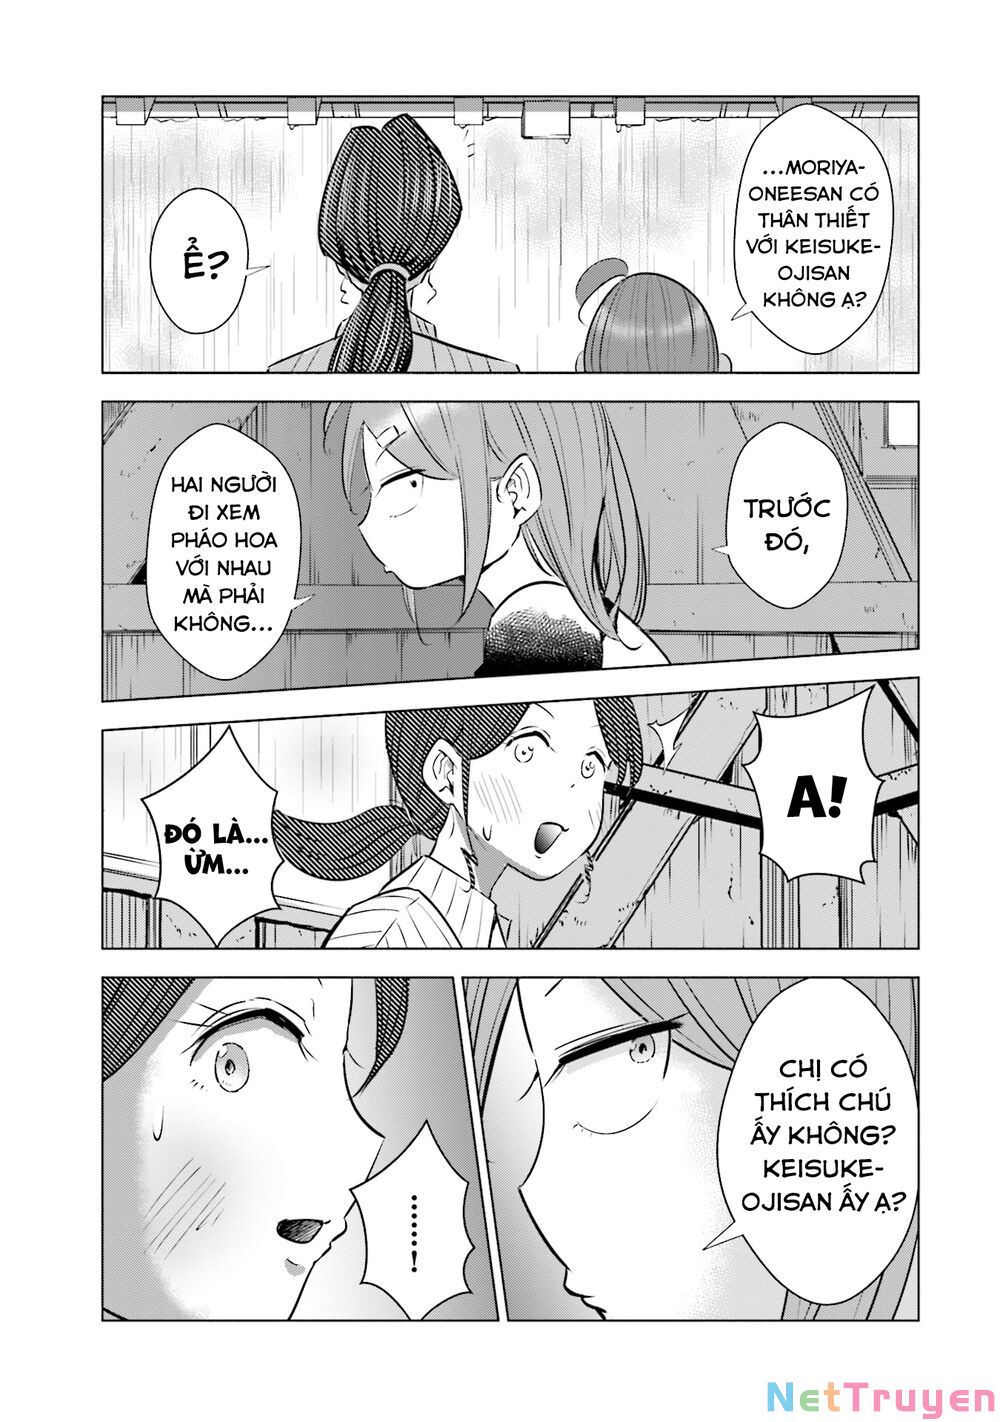 ...MORIYA-
ONEESAN CÓ
THÂN THIẾT
VỚI KEISUKE-
OJISAN
KHÔNG Ạ?
Ể?
TRƯỚC
ĐÓ,
HAI NGƯỜI
ĐI XEM
PHÁO HOA
VỚI NHAU
MÀ PHẢI
KHÔNG...
A!
ĐÓ LÀ...
ỪM...
CHỊ CÓ
THÍCH CHÚ
ẤY KHÔNG?
KEISUKE-
OJISAN ẤY Ạ?
......!
NetTruyen